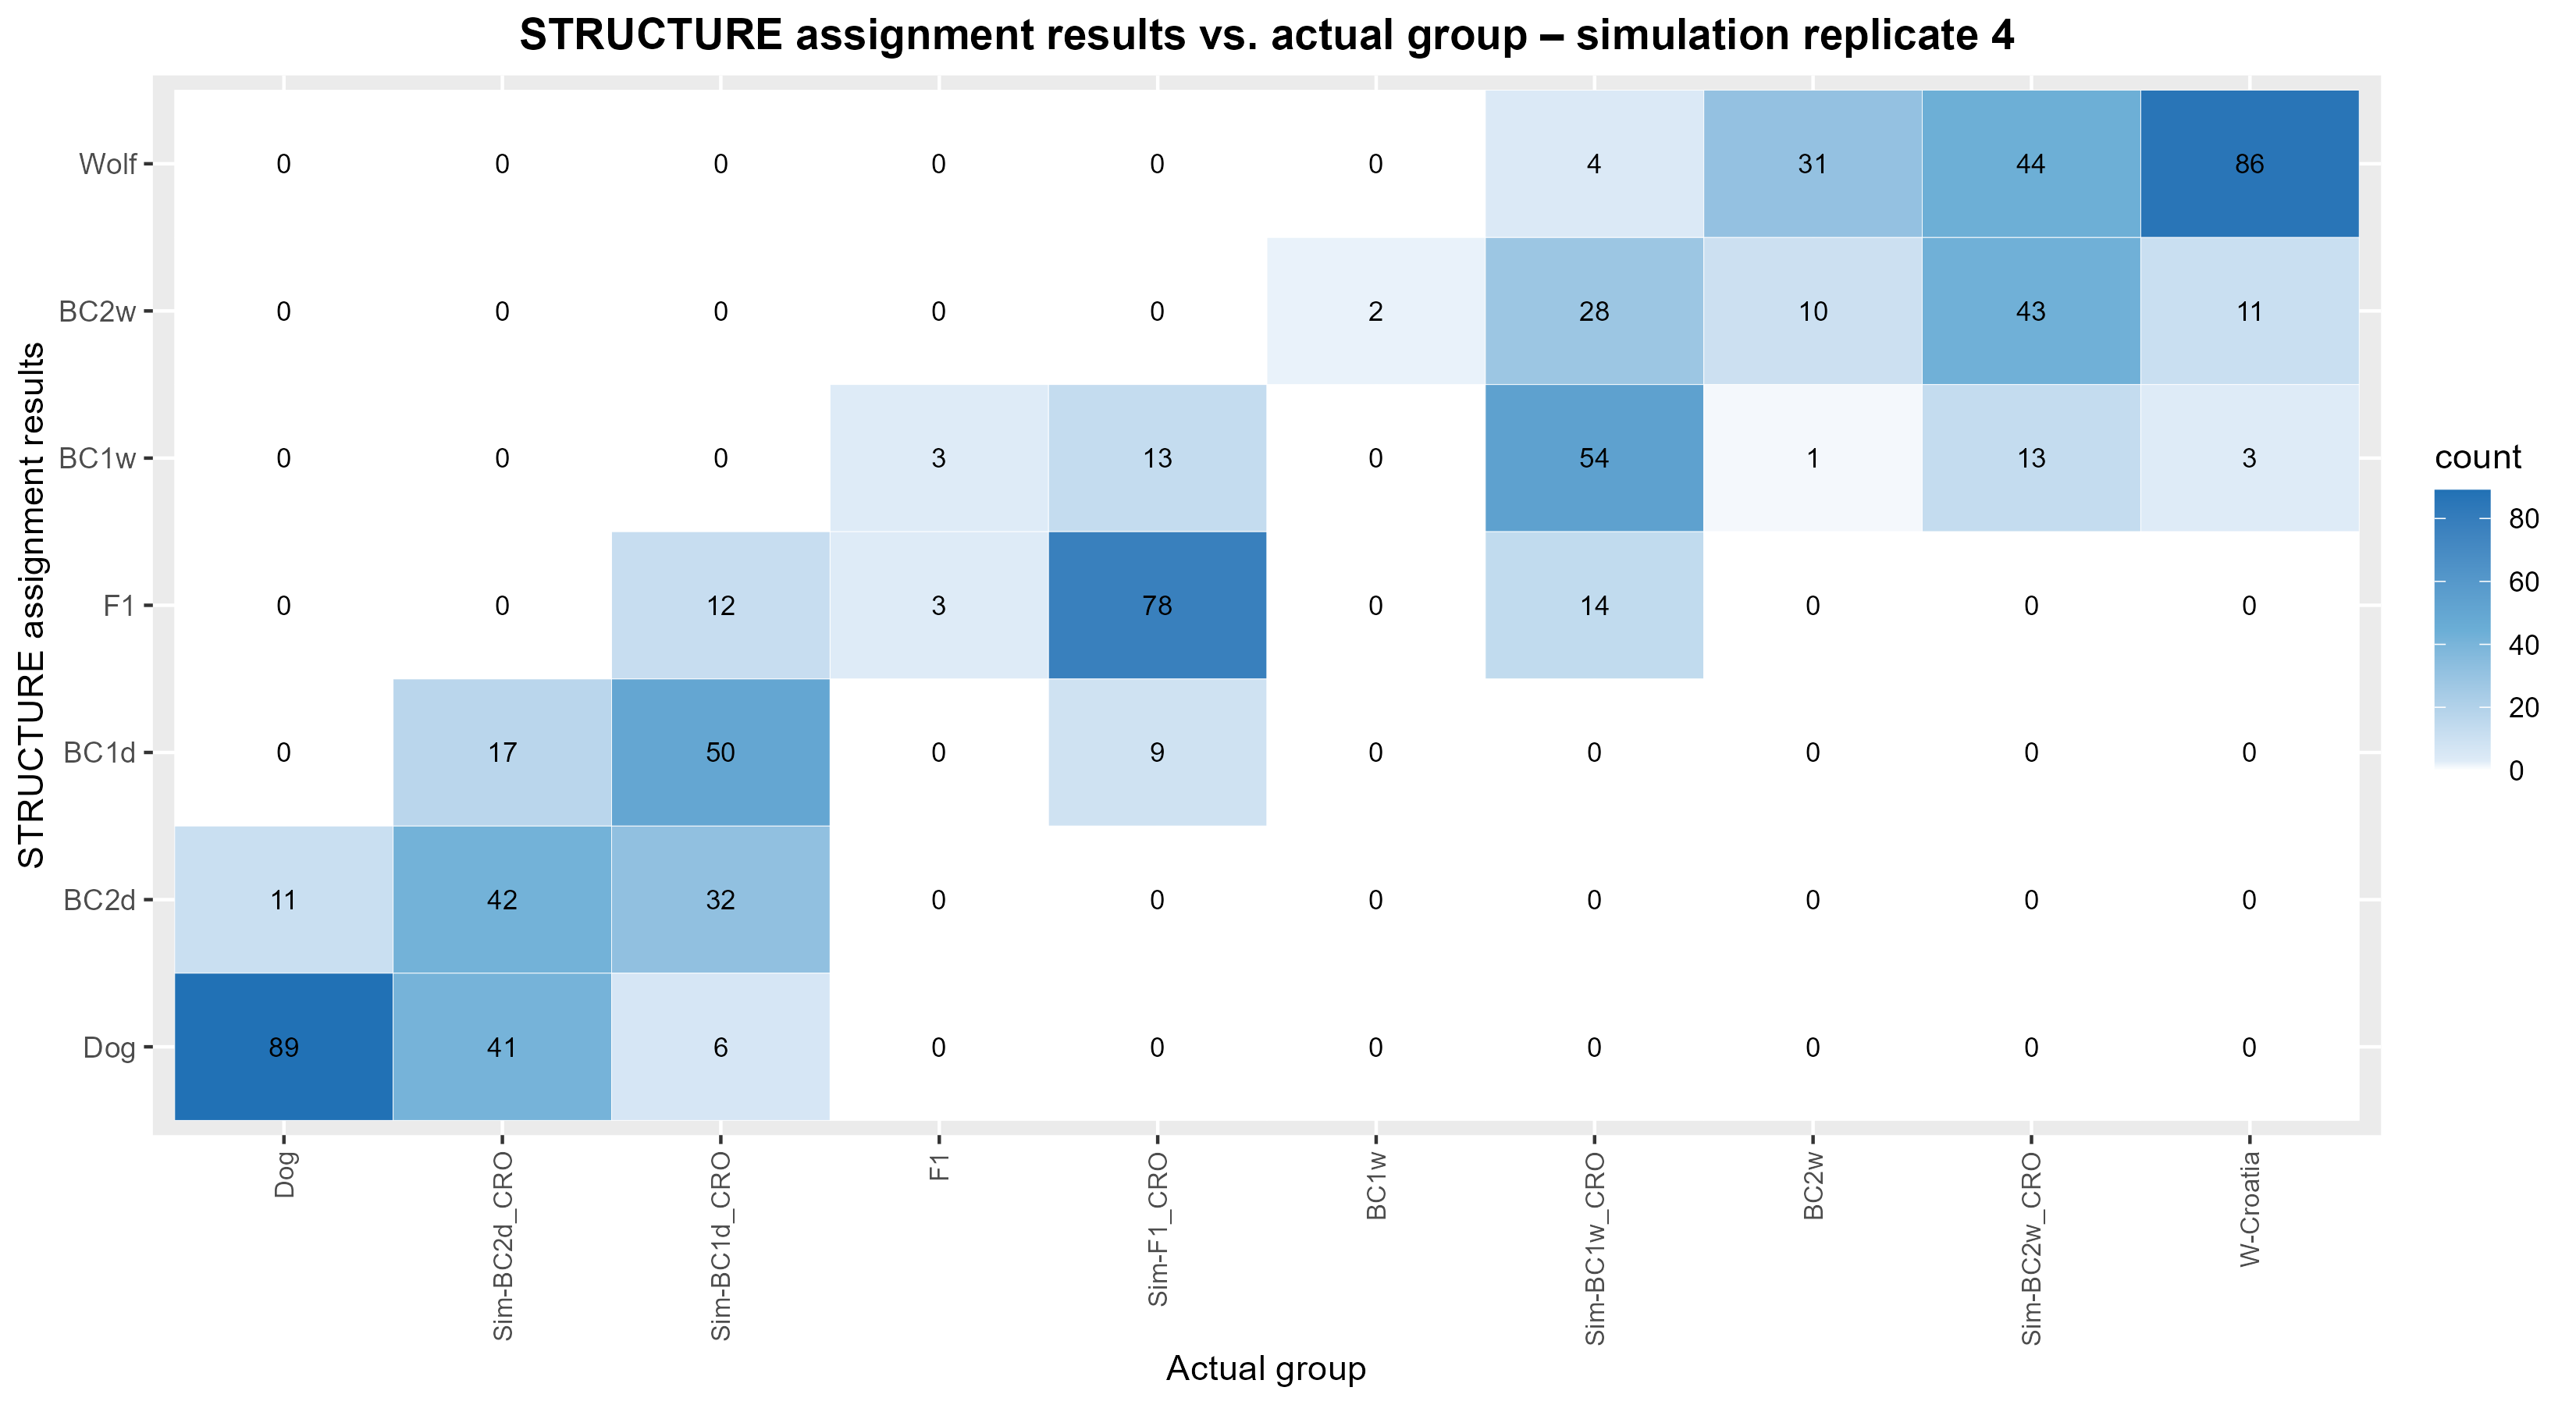 STRUCTURE assignment results vs. actual group – simulation replicate 4
STRUCTURE assignment results
Wolf 0 0 0 0 0 0 4 31 44 86
BC2w 0 0 0 0 0 2 28 10 43 11
BC1w 0 0 0 3 13 0 54 1 13 3
F1 0 0 12 3 78 0 14 0 0 0
BC1d 0 17 50 0 9 0 0 0 0 0
BC2d 11 42 32 0 0 0 0 0 0 0
Dog 89 41 6 0 0 0 0 0 0 0
Dog
Sim-BC2d_CRO
Sim-BC1d_CRO
F1
Sim-F1_CRO
BC1w
Sim-BC1w_CRO
BC2w
Sim-BC2w_CRO
W-Croatia
Actual group
count
80
60
40
20
0